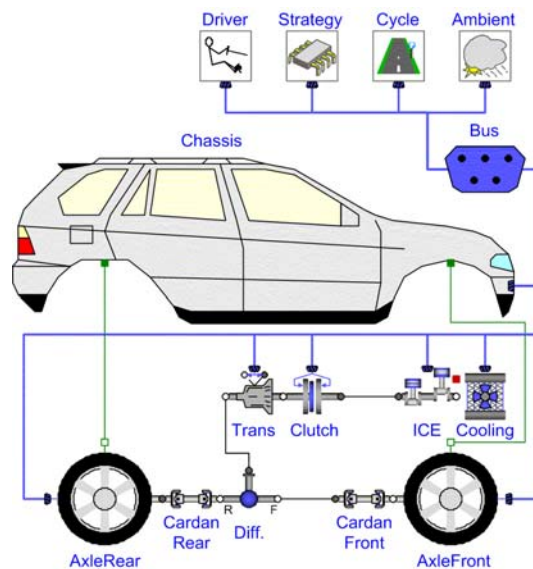 Driver Strategy Cycle Ambient
Chassis Bus
Trans Clutch ICE Cooling
R F
Cardan Rear Diff. Cardan Front
AxleRear AxleFront